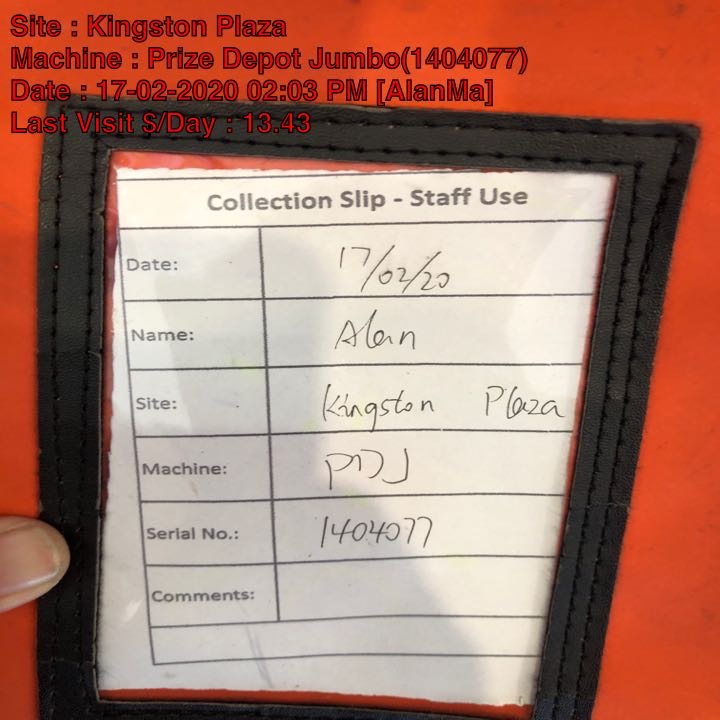 Site : Kingston Plaza
Machine : Prize Depot Jumbo(1404077)
Date : 17-02-2020 02:03 PM [AlanMa]
Last Visit $/Day : 13.43
Collection Slip - Staff Use
Date: 17/02/20
Name: Alan
Site: Kingston Plaza
Machine: PDJ
Serial No.: 1404077
Comments: